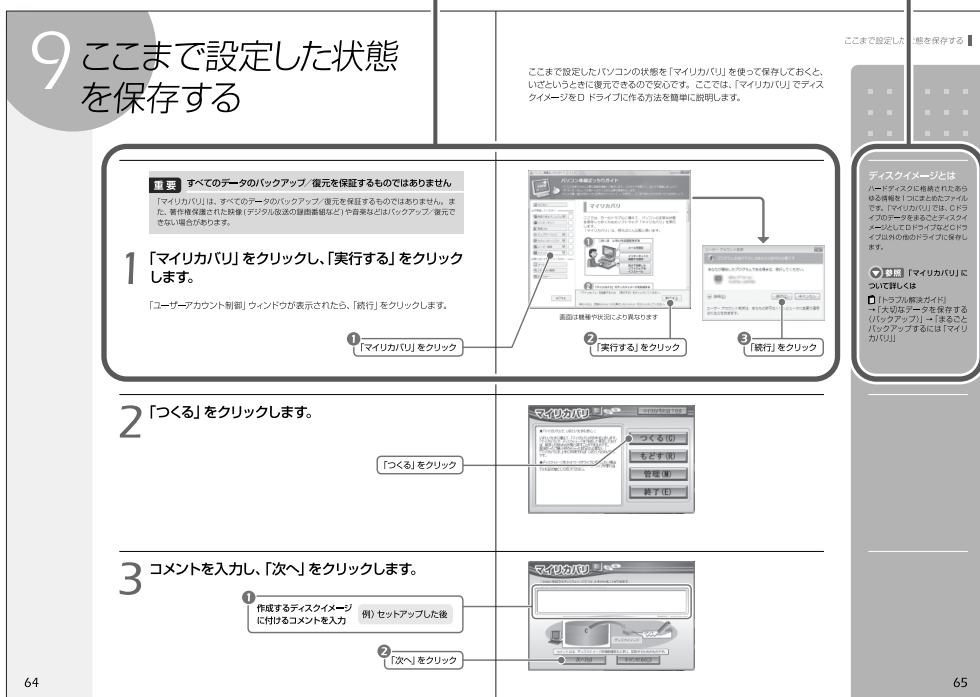 ここまで設定した状態を保存する
9
ここまで設定した状態
を保存する
ここまで設定したパソコンの状態を「マイリカバリ」を使って保存しておくと、
いざというときに復元できるので安心です。ここでは、「マイリカバリ」でディス
クイメージをD ドライブに作る方法を簡単に説明します。
重要 すべてのデータのバックアップ／復元を保証するものではありません
「マイリカバリ」は、すべてのデータのバックアップ／復元を保証するものではありません。ま
た、著作権保護された映像(デジタル放送の録画番組など)や音楽などはバックアップ／復元で
きない場合があります。
1 「マイリカバリ」をクリックし、「実行する」をクリック
します。
「ユーザーアカウント制御」ウィンドウが表示されたら、「続行」をクリックします。
❶「マイリカバリ」をクリック
マイリカバリ
画面は機種や状況により異なります
❷「実行する」をクリック
❸「続行」をクリック
ディスクイメージとは
ハードディスクに格納されたあら
ゆる情報を1つにまとめたファイル
です。「マイリカバリ」では、Cドラ
イブのデータをまるごとディスクイ
メージとしてDドライブなどCドラ
イブ以外の他のドライブに保存し
ます。
参照 「マイリカバリ」に
ついて詳しくは
『トラブル解決ガイド』
→「大切なデータを保存する
（バックアップ）」→「まるごと
バックアップするには「マイリ
カバリ」」
2 「つくる」をクリックします。
「つくる」をクリック
マイリカバリ
つくる(C)
もどす(R)
管理(M)
終了(E)
3 コメントを入力し、「次へ」をクリックします。
❶
作成するディスクイメージ
に付けるコメントを入力
例）セットアップした後
❷「次へ」をクリック
マイリカバリ
64
65